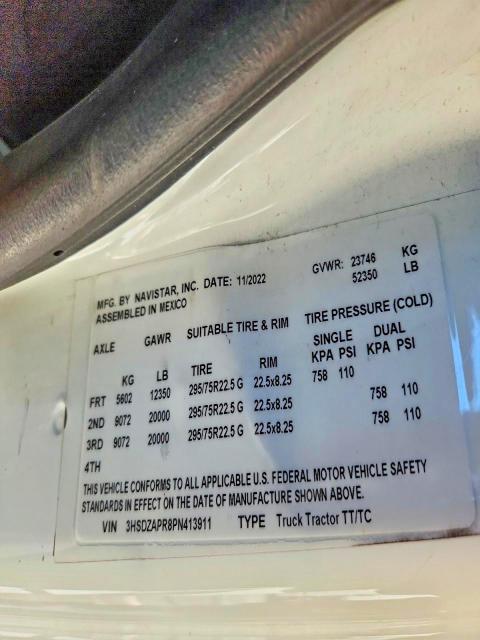 MFG. BY NAVISTAR, INC. DATE: 11/2022 GVWR: 23746 KG
ASSEMBLED IN MEXICO 52350 LB
AXLE GAWR SUITABLE TIRE & RIM TIRE PRESSURE (COLD)
SINGLE DUAL
KG LB TIRE RIM KPA PSI KPA PSI
FRT 5602 12350 295/75R22.5 G 22.5x8.25 758 110
2ND 9072 20000 295/75R22.5 G 22.5x8.25 758 110
3RD 9072 20000 295/75R22.5 G 22.5x8.25 758 110
4TH
THIS VEHICLE CONFORMS TO ALL APPLICABLE U.S. FEDERAL MOTOR VEHICLE SAFETY
STANDARDS IN EFFECT ON THE DATE OF MANUFACTURE SHOWN ABOVE.
VIN 3HSDZAPR8PN413911 TYPE Truck Tractor TT/TC